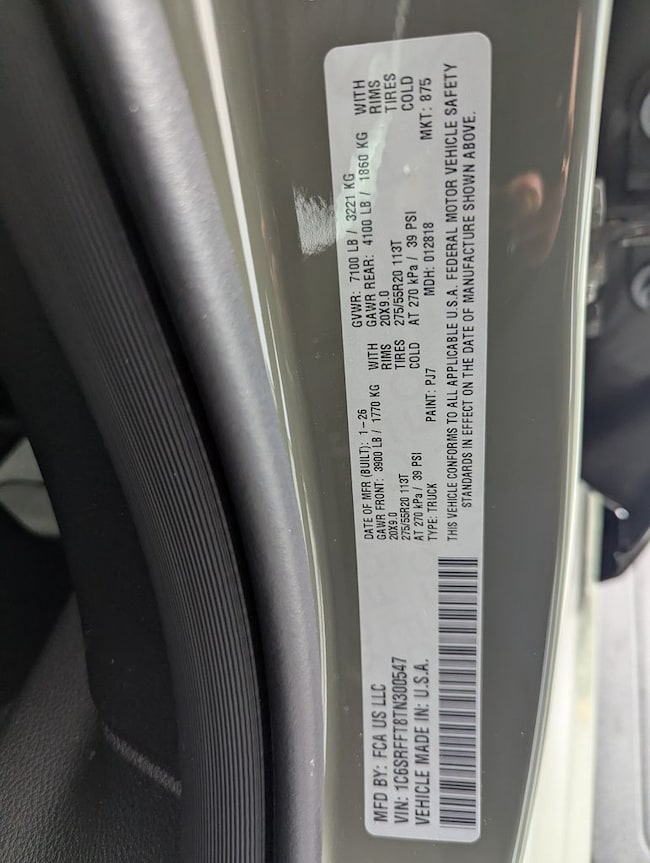 MFD BY: FCA US LLC
VIN: 1C6SRFFT8TN300547
VEHICLE MADE IN: U.S.A.
DATE OF MFR (BUILT): 1-26
GVWR: 7100 LB / 3221 KG
GAWR FRONT: 3900 LB / 1770 KG WITH
20X9.0 RIMS
275/55R20 113T TIRES
AT 270 kPa / 39 PSI COLD
GAWR REAR: 4100 LB / 1860 KG WITH
20X9.0 RIMS
275/55R20 113T TIRES
AT 270 kPa / 39 PSI COLD
TYPE: TRUCK PAINT: PJ7 MDH: 012818 MKT: 875
THIS VEHICLE CONFORMS TO ALL APPLICABLE U.S.A. FEDERAL MOTOR VEHICLE SAFETY
STANDARDS IN EFFECT ON THE DATE OF MANUFACTURE SHOWN ABOVE.